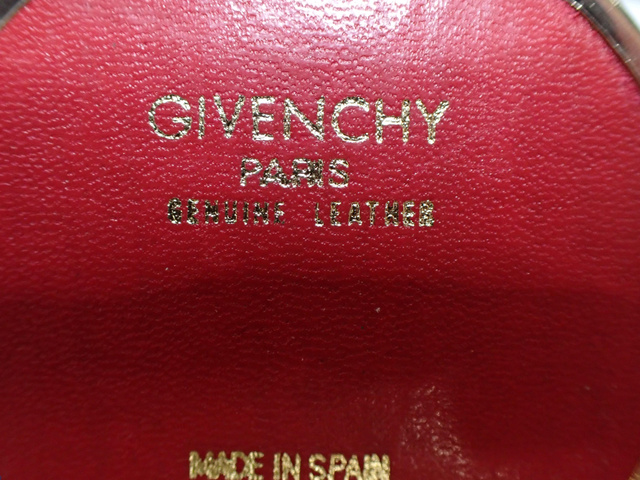 GIVENCHY
PARIS
GENUINE LEATHER
MADE IN SPAIN